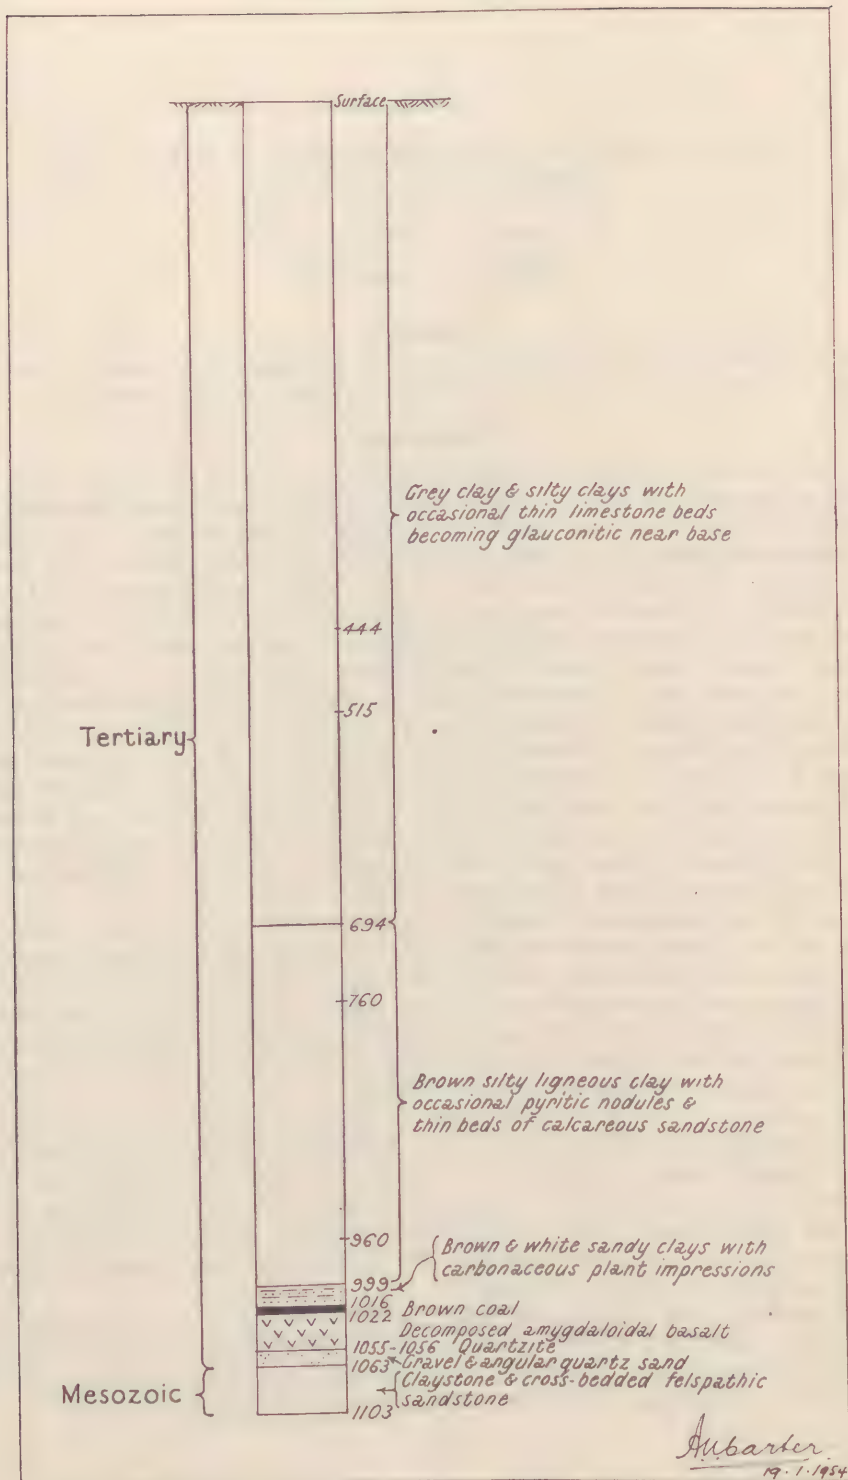 Surface
Grey clay & silty clays with
occasional thin limestone beds
becoming glauconitic near base
444
515
Tertiary
694
760
Brown silty ligneous clay with
occasional pyritic nodules &
thin beds of calcareous sandstone
960
Brown & white sandy clays with
carbonaceous plant impressions
999
1016
Brown coal
1022
Decomposed amygdaloidal basalt
1055-1056 Quartzite
Gravel & angular quartz sand
1063
Claystone & cross-bedded felspathic
sandstone
Mesozoic
1103
19.1.1954